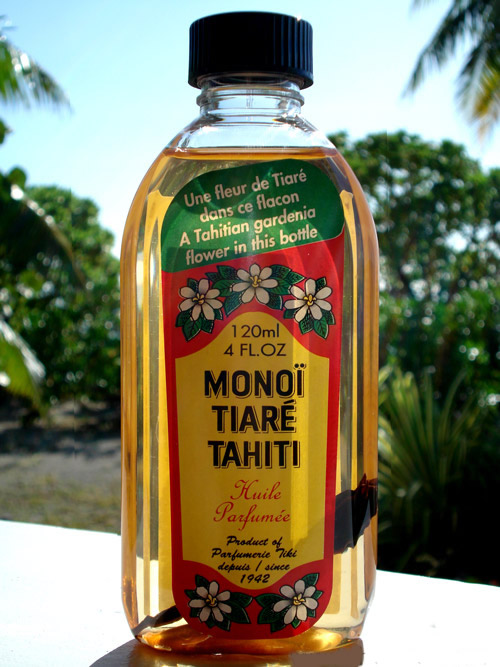 Une fleur de Tiaré
dans ce flacon
A Tahitian gardenia
flower in this bottle
120ml
4 FL.OZ
MONOÏ
TIARÉ
TAHITI
Huile
Parfumée
Product of
Parfumerie Tiki
depuis / since
1942